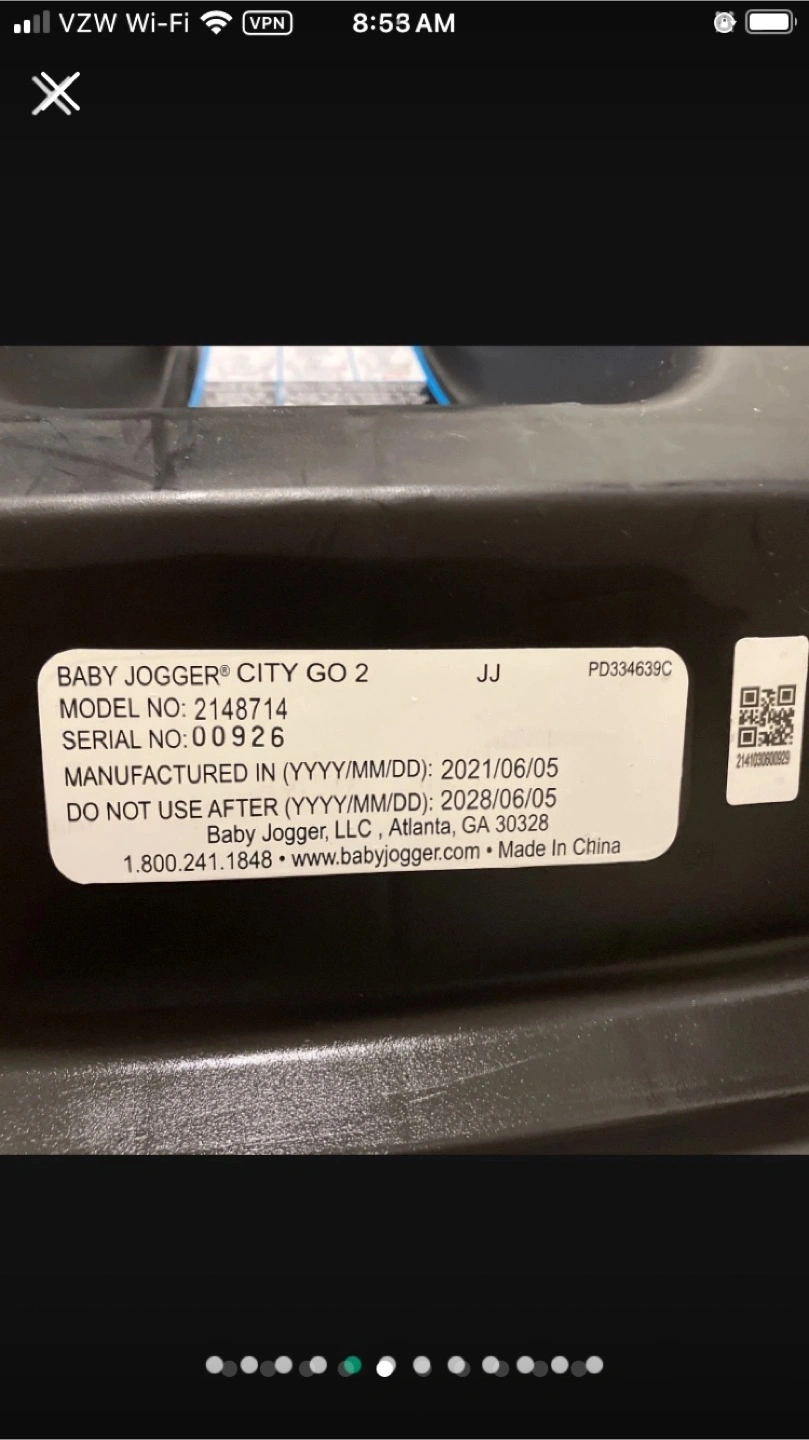 VZW Wi-Fi VPN 8:53 AM
BABY JOGGER® CITY GO 2 JJ PD334639C
MODEL NO: 2148714
SERIAL NO: 00926
MANUFACTURED IN (YYYY/MM/DD): 2021/06/05
DO NOT USE AFTER (YYYY/MM/DD): 2028/06/05
Baby Jogger, LLC , Atlanta, GA 30328
1.800.241.1848 • www.babyjogger.com • Made In China